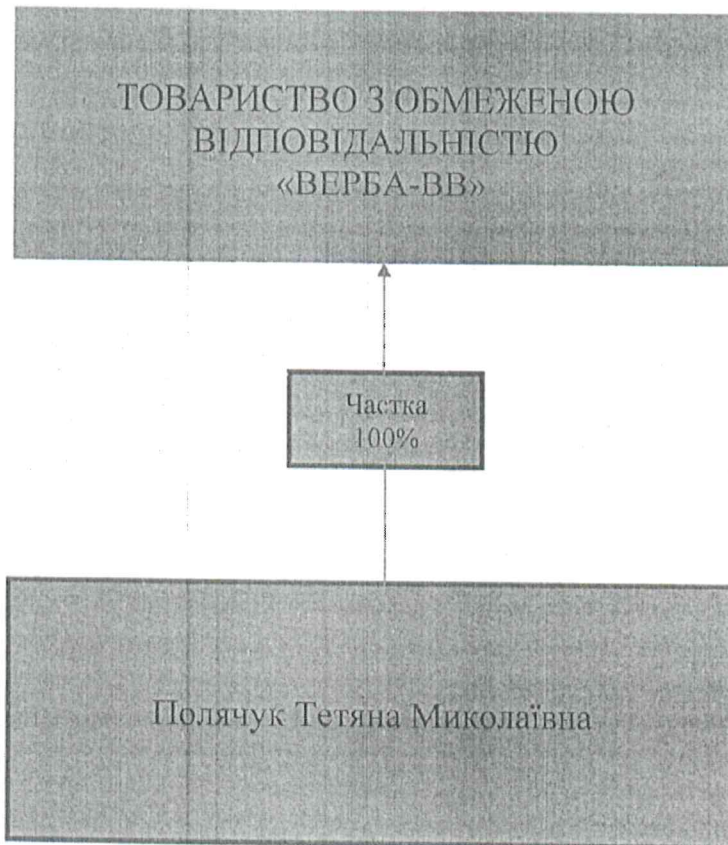 ТОВАРИСТВО З ОБМЕЖЕНОЮ
ВІДПОВІДАЛЬНІСТЮ
«ВЕРБА-ВВ»
Частка
100%
Полячук Тетяна Миколаївна